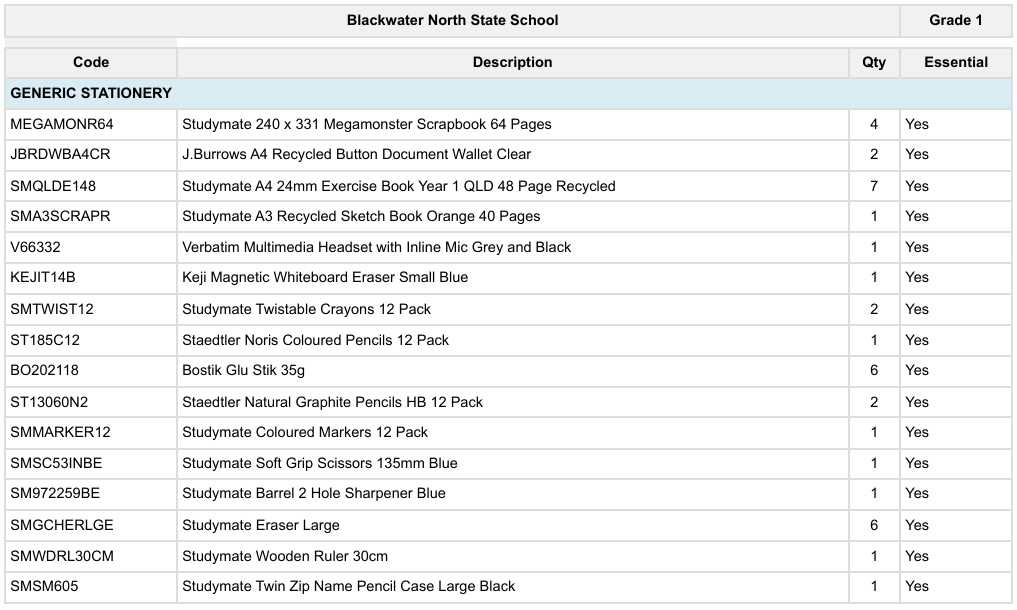 Blackwater North State School Grade 1
Code Description Qty Essential
GENERIC STATIONERY
MEGAMONR64 Studymate 240 x 331 Megamonster Scrapbook 64 Pages 4 Yes
JBRDWBA4CR J.Burrows A4 Recycled Button Document Wallet Clear 2 Yes
SMQLDE148 Studymate A4 24mm Exercise Book Year 1 QLD 48 Page Recycled 7 Yes
SMA3SCRAPR Studymate A3 Recycled Sketch Book Orange 40 Pages 1 Yes
V66332 Verbatim Multimedia Headset with Inline Mic Grey and Black 1 Yes
KEJIT14B Keji Magnetic Whiteboard Eraser Small Blue 1 Yes
SMTWIST12 Studymate Twistable Crayons 12 Pack 2 Yes
ST185C12 Staedtler Noris Coloured Pencils 12 Pack 1 Yes
BO202118 Bostik Glu Stik 35g 6 Yes
ST13060N2 Staedtler Natural Graphite Pencils HB 12 Pack 2 Yes
SMMARKER12 Studymate Coloured Markers 12 Pack 1 Yes
SMSC53INBE Studymate Soft Grip Scissors 135mm Blue 1 Yes
SM972259BE Studymate Barrel 2 Hole Sharpener Blue 1 Yes
SMGCHERLGE Studymate Eraser Large 6 Yes
SMWDRL30CM Studymate Wooden Ruler 30cm 1 Yes
SMSM605 Studymate Twin Zip Name Pencil Case Large Black 1 Yes